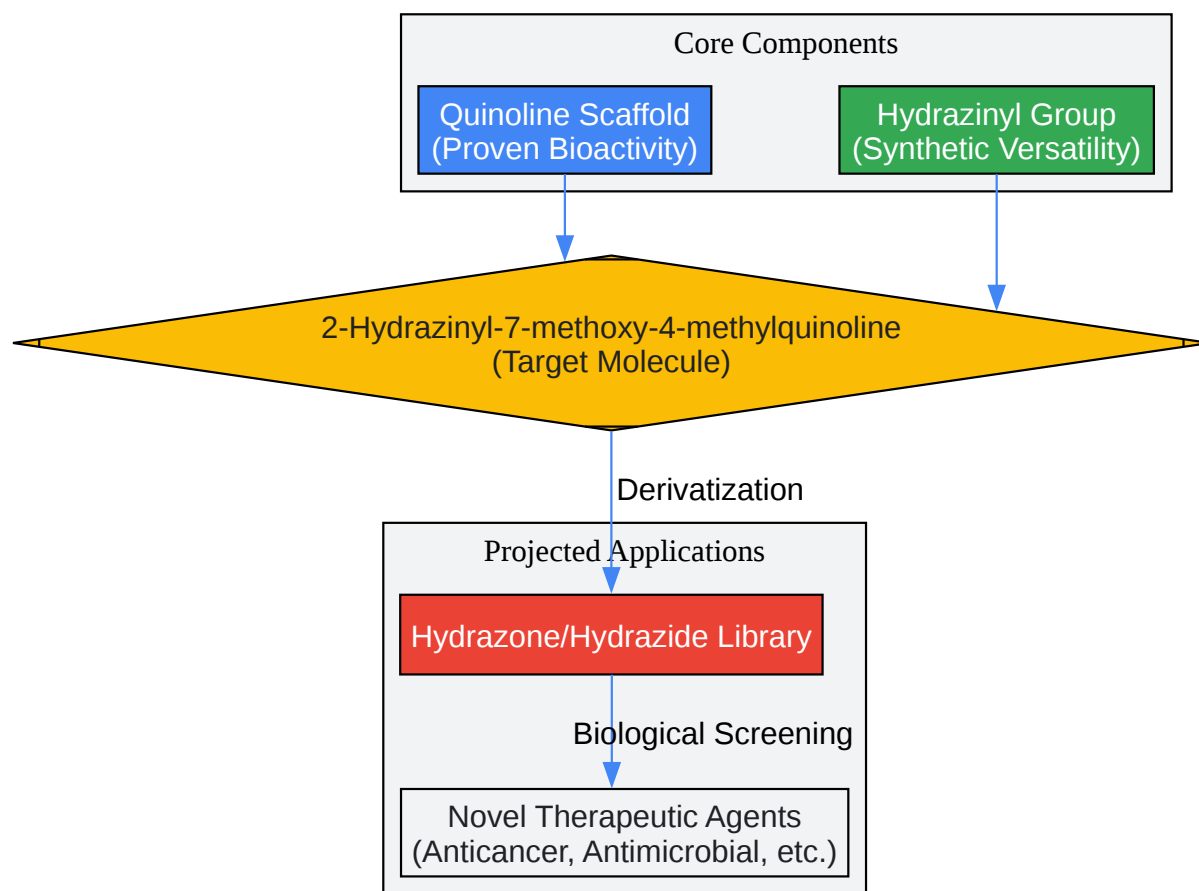 Core Components
Quinoline Scaffold
(Proven Bioactivity)
Hydrazinyl Group
(Synthetic Versatility)
2-Hydrazinyl-7-methoxy-4-methylquinoline
(Target Molecule)
Derivatization
Projected Applications
Hydrazone/Hydrazide Library
Biological Screening
Novel Therapeutic Agents
(Anticancer, Antimicrobial, etc.)